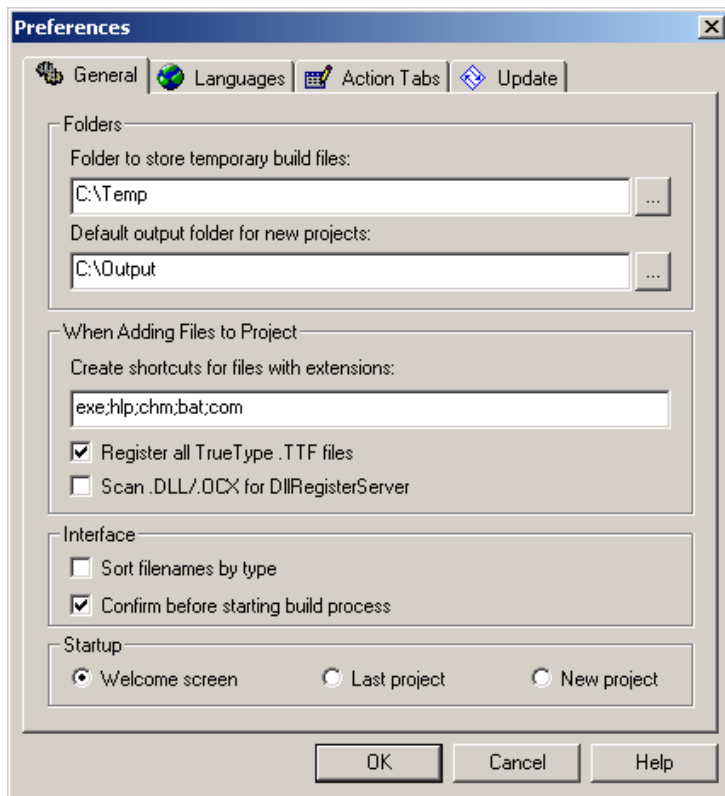 Preferences
General Languages Action Tabs Update
Folders
Folder to store temporary build files:
C:\Temp
...
Default output folder for new projects:
C:\Output
...
When Adding Files to Project
Create shortcuts for files with extensions:
exe;hlp;chm;bat;com
Register all TrueType .TTF files
Scan .DLL/.OCX for DllRegisterServer
Interface
Sort filenames by type
Confirm before starting build process
Startup
Welcome screen Last project New project
OK Cancel Help